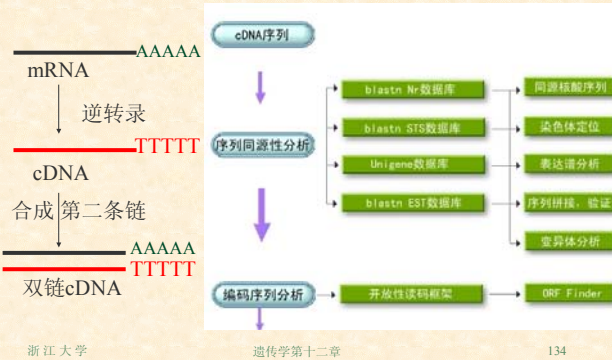 AAAAA
mRNA
逆转录
TTTTT
cDNA
合成第二条链
AAAAA
TTTTT
双链cDNA
cDNA序列
序列同源性分析
blastn Nr数据库
blastn STS数据库
Unigene数据库
blastn EST数据库
同源核酸序列
染色体定位
表达谱分析
序列拼接，验证
变异体分析
编码序列分析
开放性读码框架
ORF Finder
浙江大学
遗传学第十二章
134